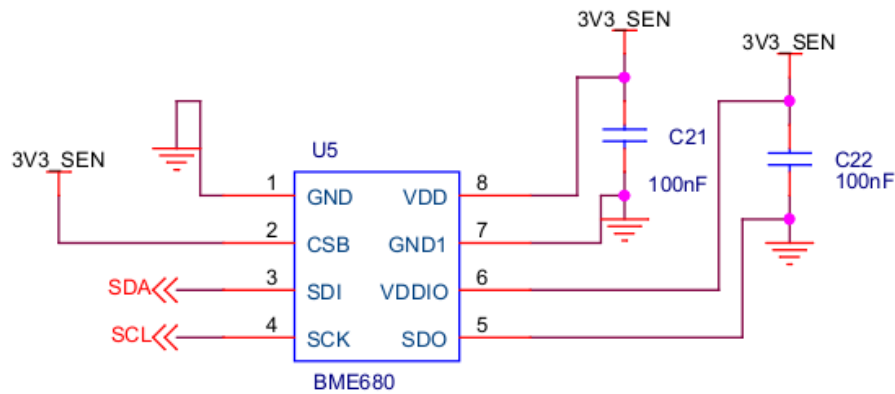 3V3_SEN
3V3_SEN
U5
C21
100nF
C22
100nF
3V3_SEN
1
GND
VDD
8
2
CSB
GND1
7
SDA
3
SDI
VDDIO
6
SCL
4
SCK
SDO
5
BME680